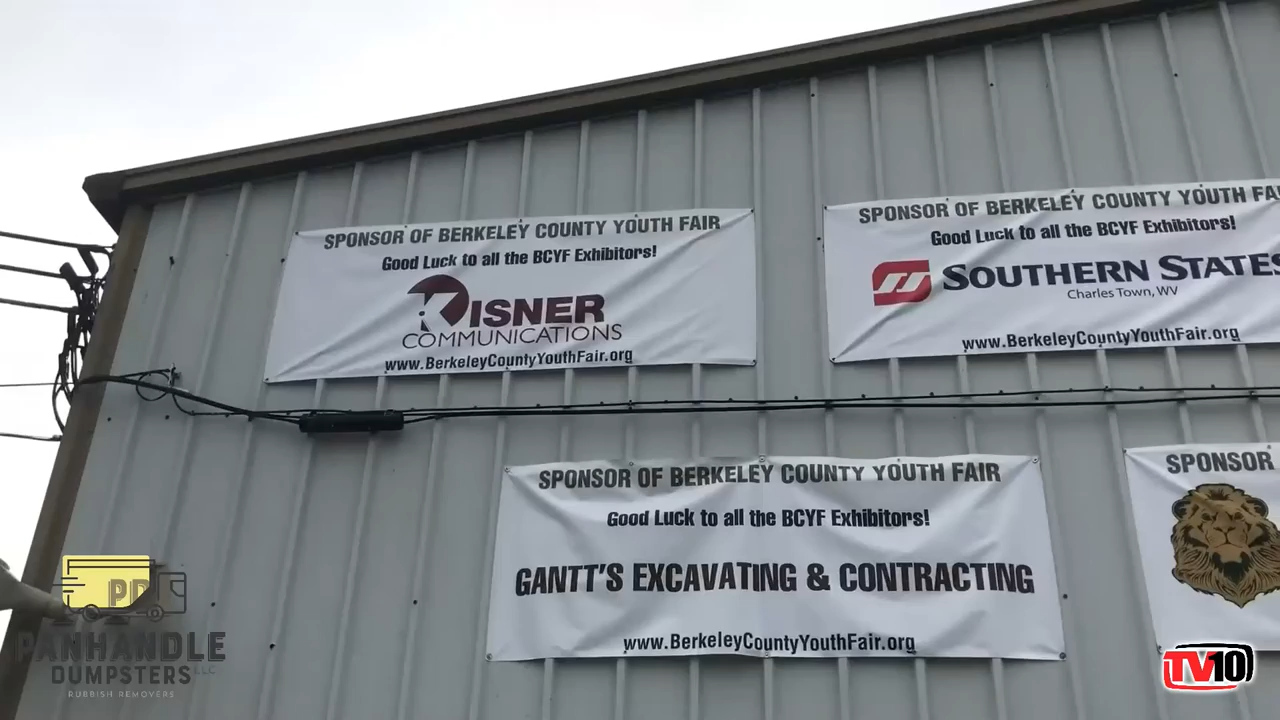 SPONSOR OF BERKELEY COUNTY YOUTH FAIR
Good Luck to all the BCYF Exhibitors!
RISNER
COMMUNICATIONS
www.BerkeleyCountyYouthFair.org
SPONSOR OF BERKELEY COUNTY YOUTH
Good Luck to all the BCYF Exhibitors!
SOUTHERN STATES
Charles Town, WV
www.BerkeleyCountyYouthFair.org
SPONSOR OF BERKELEY COUNTY YOUTH FAIR
Good Luck to all the BCYF Exhibitors!
GANTT'S EXCAVATING & CONTRACTING
www.BerkeleyCountyYouthFair.org
SPONSOR
PD
PANHANDLE
DUMPSTERS LLC
RUBBISH REMOVERS
TV10